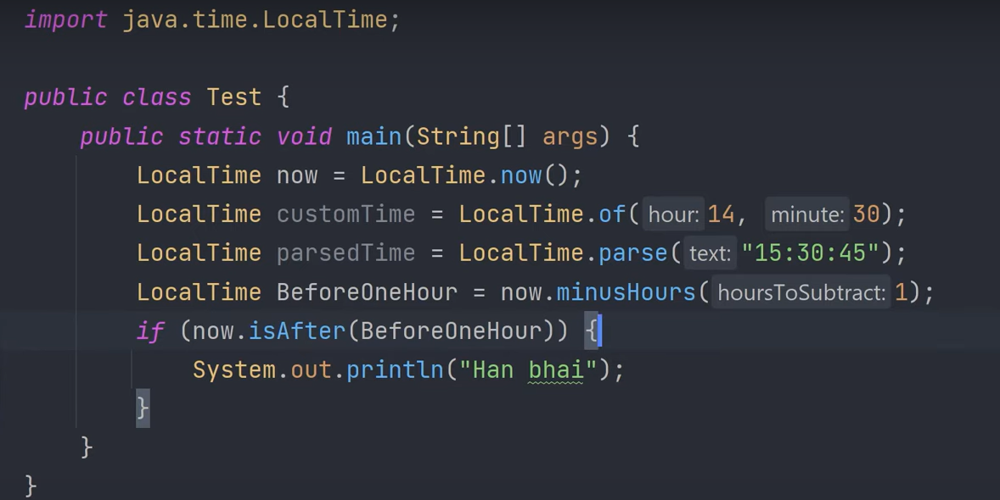 import java.time.LocalTime;
public class Test {
public static void main(String[] args) {
LocalTime now = LocalTime.now();
LocalTime customTime = LocalTime.of( hour: 14, minute: 30);
LocalTime parsedTime = LocalTime.parse( text: "15:30:45");
LocalTime BeforeOneHour = now.minusHours( hoursToSubtract: 1);
if (now.isAfter(BeforeOneHour)) {
System.out.println("Han bhai");
}
}
}